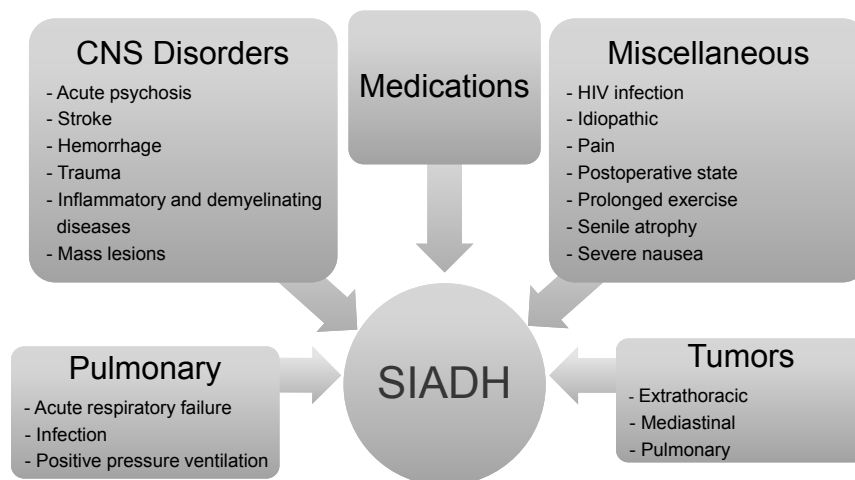 CNS Disorders
- Acute psychosis
- Stroke
- Hemorrhage
- Trauma
- Inflammatory and demyelinating
diseases
- Mass lesions
Medications
Miscellaneous
- HIV infection
- Idiopathic
- Pain
- Postoperative state
- Prolonged exercise
- Senile atrophy
- Severe nausea
Pulmonary
- Acute respiratory failure
- Infection
- Positive pressure ventilation
SIADH
Tumors
- Extrathoracic
- Mediastinal
- Pulmonary